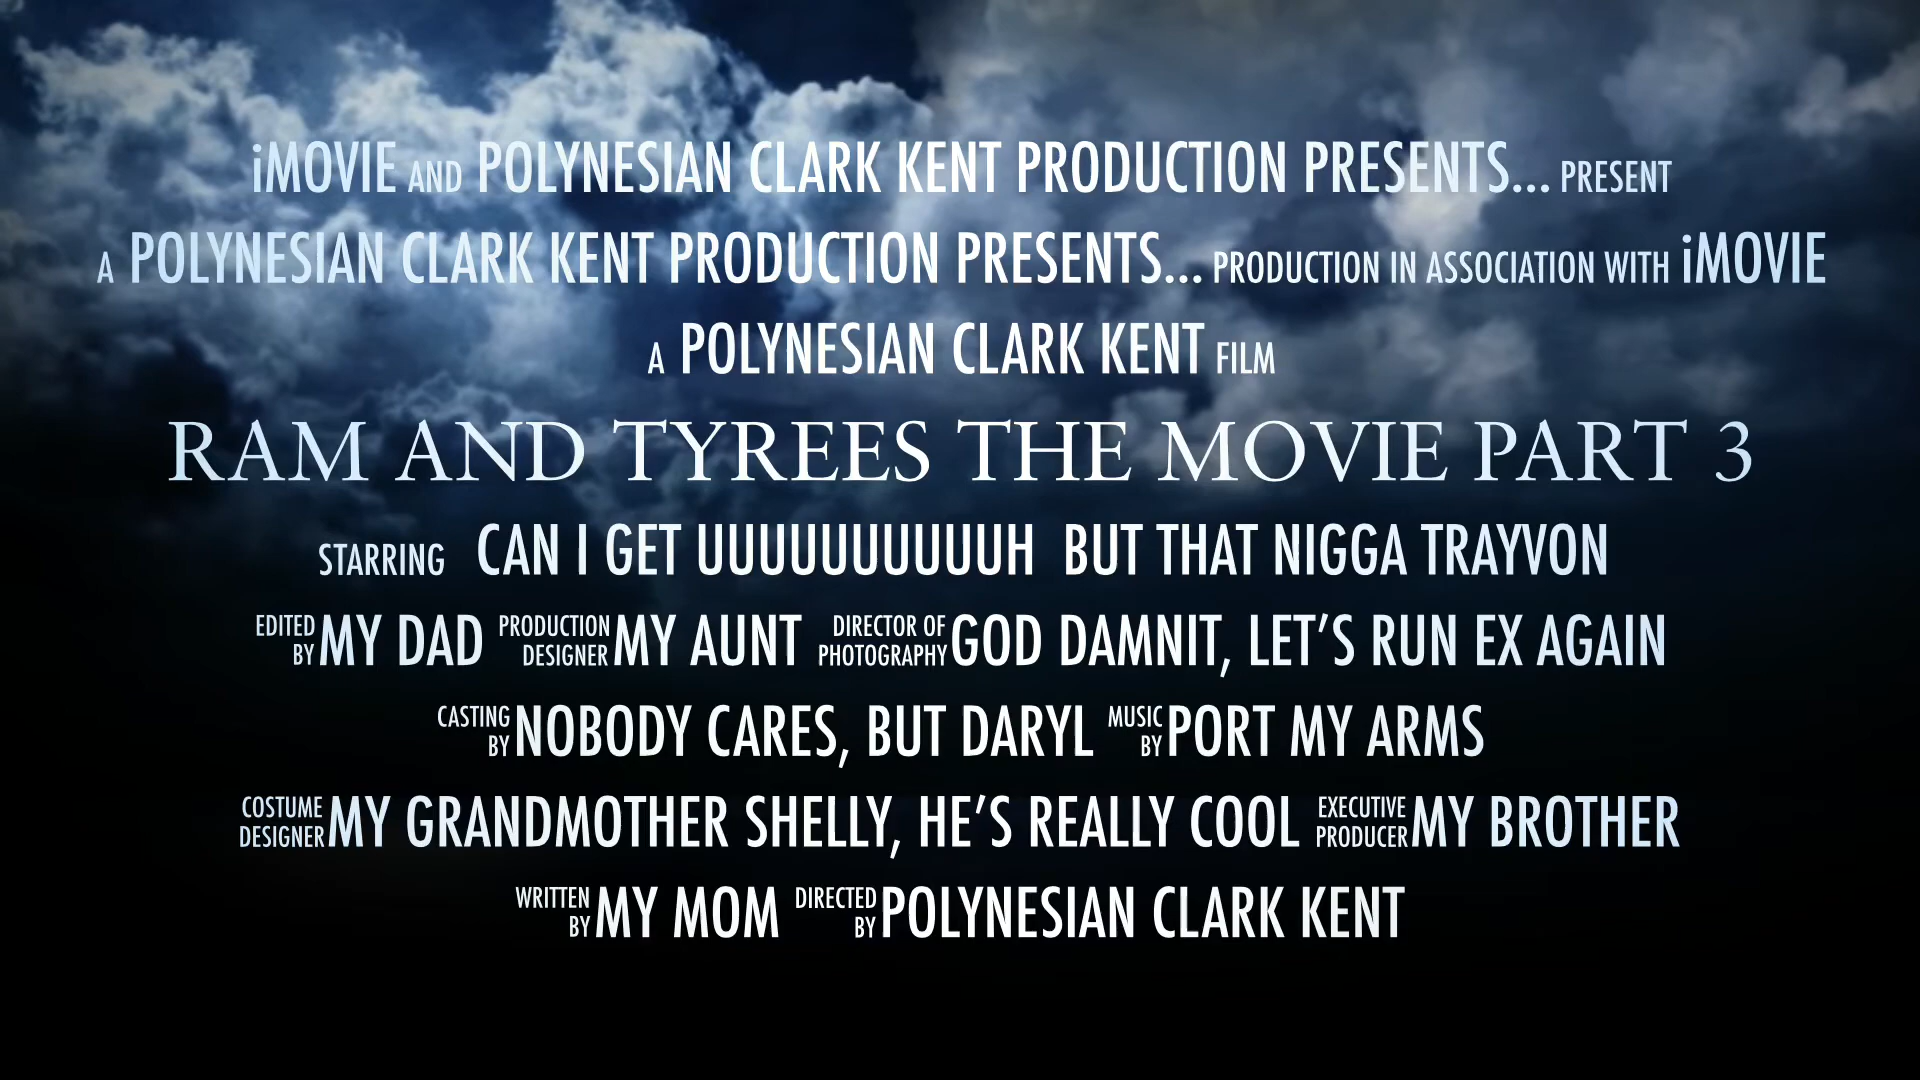 iMOVIE AND POLYNESIAN CLARK KENT PRODUCTION PRESENTS... PRESENT
A POLYNESIAN CLARK KENT PRODUCTION PRESENTS... PRODUCTION IN ASSOCIATION WITH iMOVIE
A POLYNESIAN CLARK KENT FILM
RAM AND TYREES THE MOVIE PART 3
STARRING CAN I GET UUUUUUUUUUUH BUT THAT NIGGA TRAYVON
EDITED BY MY DAD PRODUCTION DESIGNER MY AUNT DIRECTOR OF PHOTOGRAPHY GOD DAMNIT, LET'S RUN EX AGAIN
CASTING BY NOBODY CARES, BUT DARYL MUSIC BY PORT MY ARMS
COSTUME DESIGNER MY GRANDMOTHER SHELLY, HE'S REALLY COOL EXECUTIVE PRODUCER MY BROTHER
WRITTEN BY MY MOM DIRECTED BY POLYNESIAN CLARK KENT